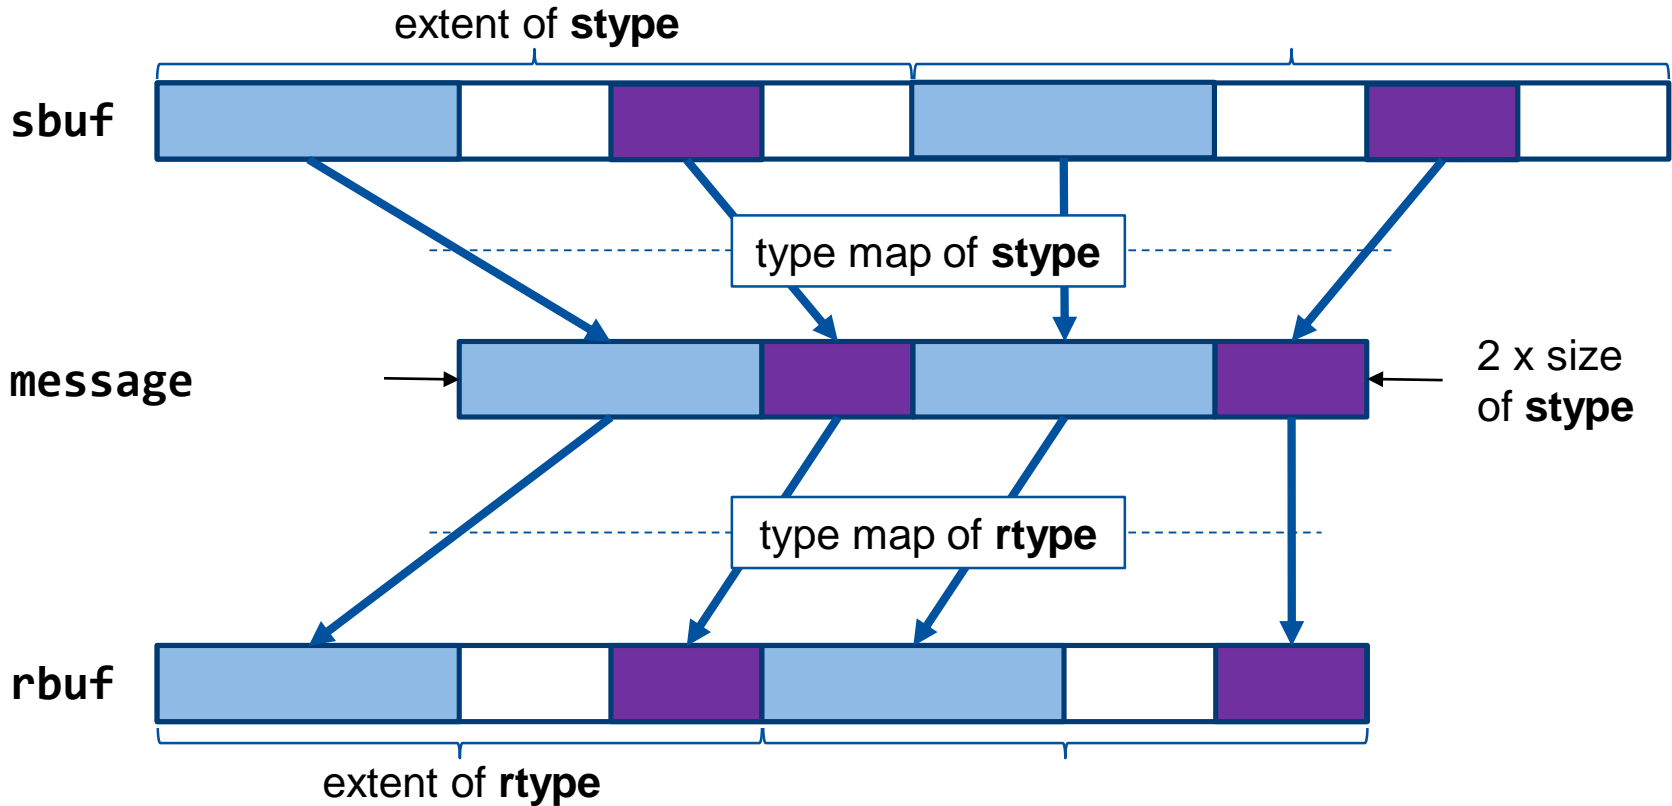 extent of stype
sbuf
type map of stype
message
2 x size
of stype
type map of rtype
rbuf
extent of rtype